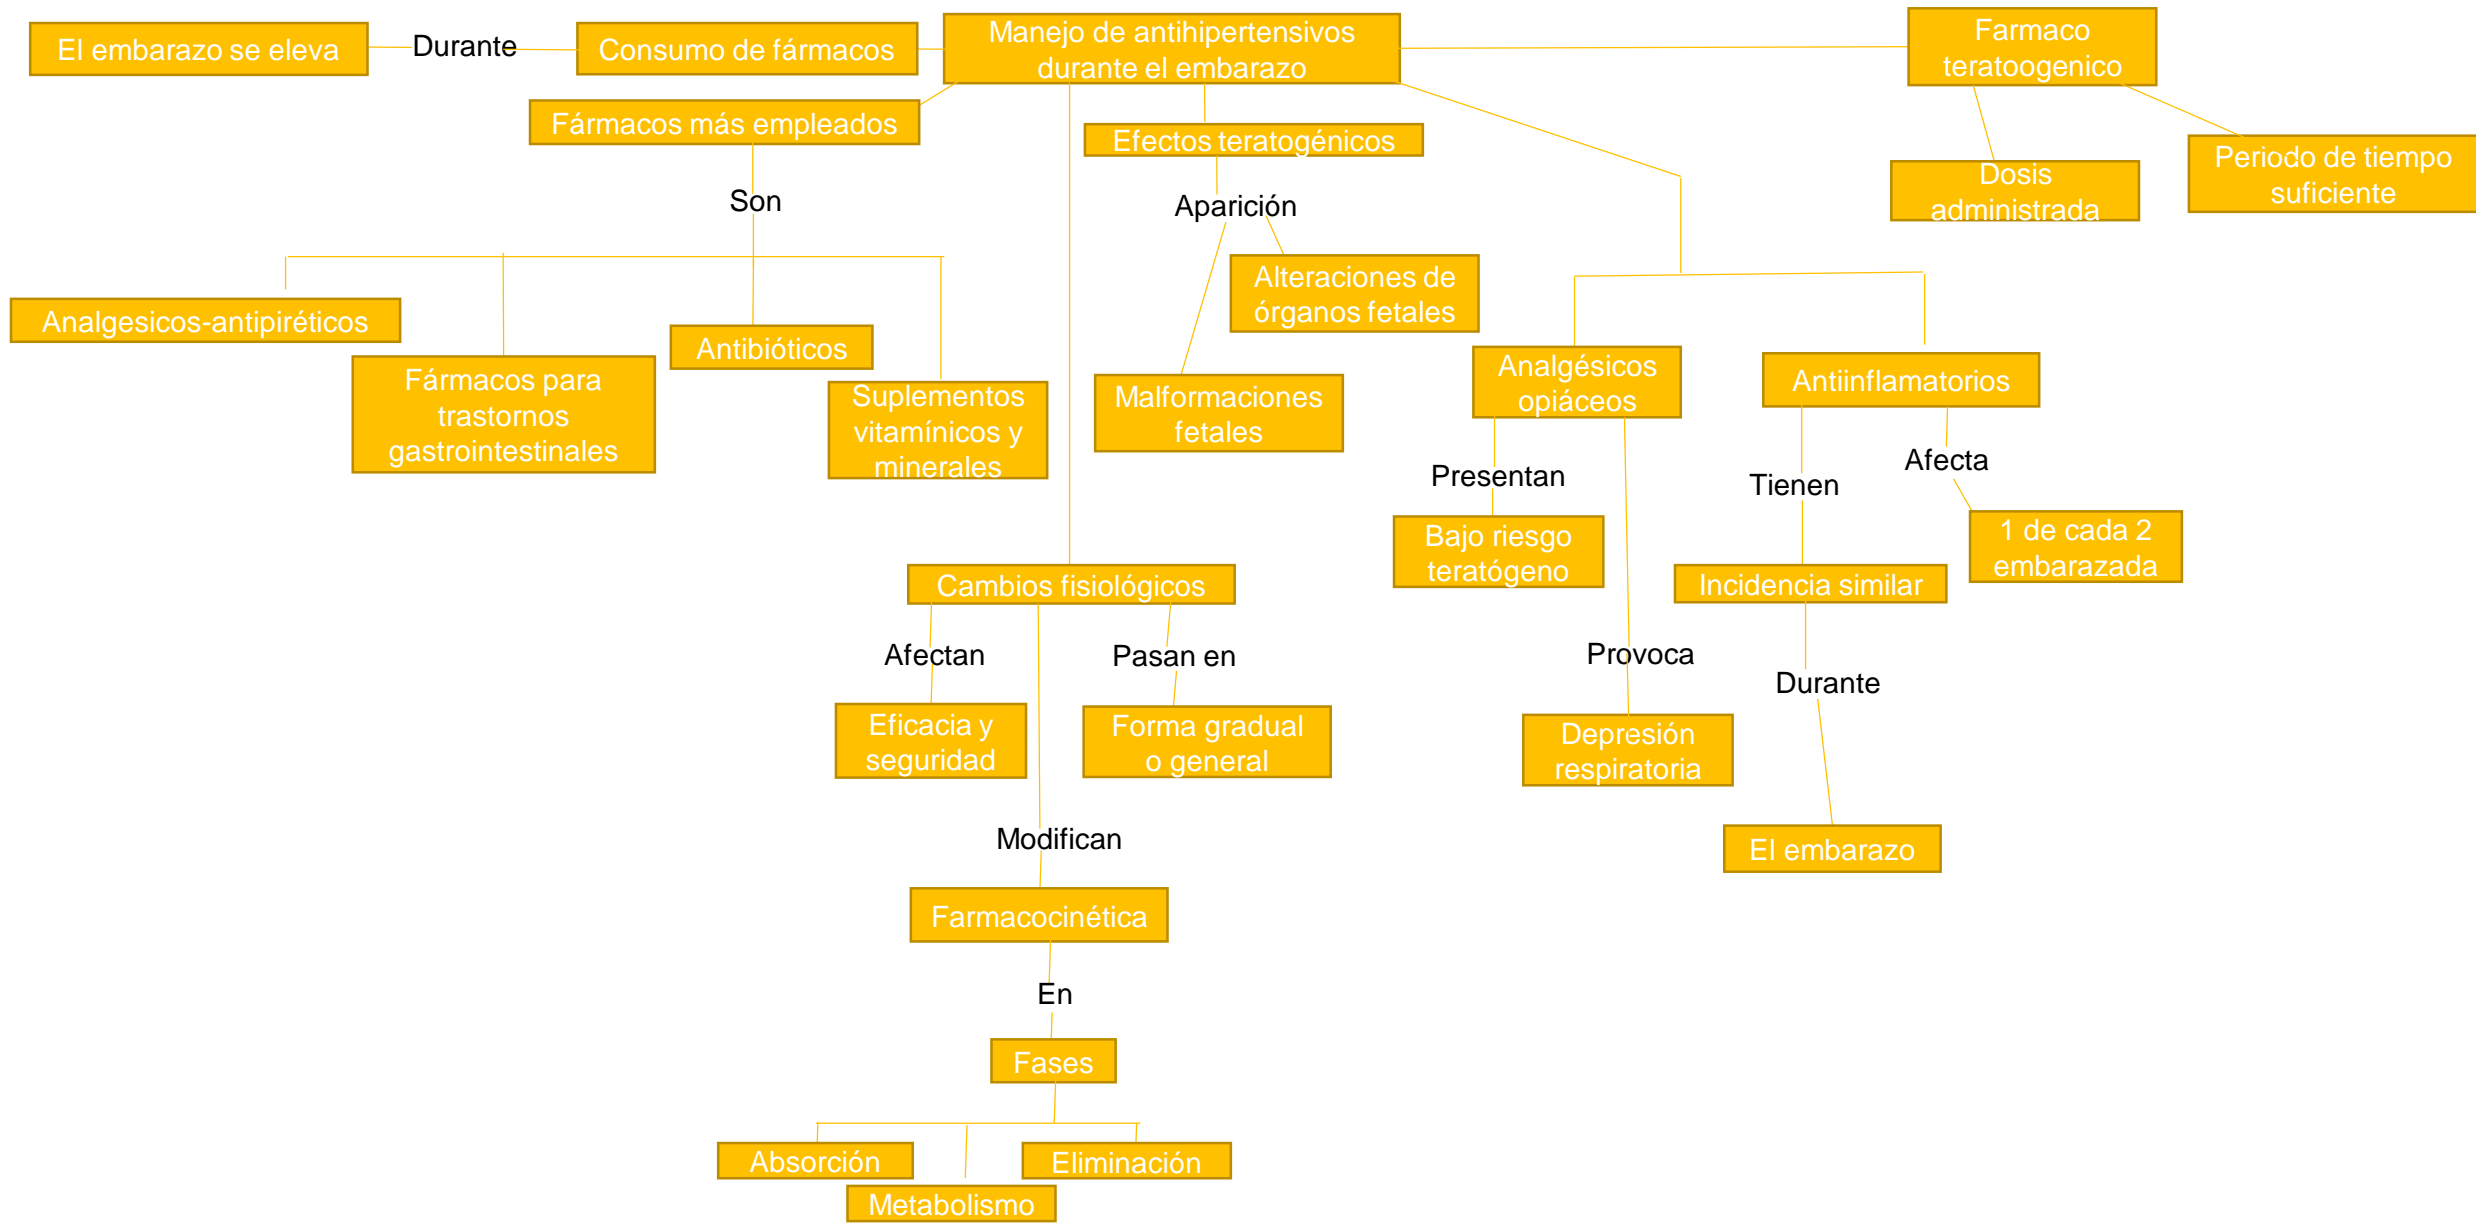 El embarazo se eleva
Durante
Consumo de fármacos
Manejo de antihipertensivos
durante el embarazo
Farmaco
teratoogenico
Fármacos más empleados
Efectos teratogénicos
Dosis
administrada
Periodo de tiempo
suficiente
Son
Aparición
Analgesicos-antipiréticos
Fármacos para
trastornos
gastrointestinales
Antibióticos
Suplementos
vitamínicos y
minerales
Alteraciones de
órganos fetales
Malformaciones
fetales
Analgésicos
opiáceos
Antiinflamatorios
Presentan
Tienen
Afecta
Bajo riesgo
teratógeno
1 de cada 2
embarazada
Cambios fisiológicos
Incidencia similar
Afectan
Pasan en
Provoca
Durante
Eficacia y
seguridad
Forma gradual
o general
Depresión
respiratoria
Modifican
El embarazo
Farmacocinética
En
Fases
Absorción
Eliminación
Metabolismo